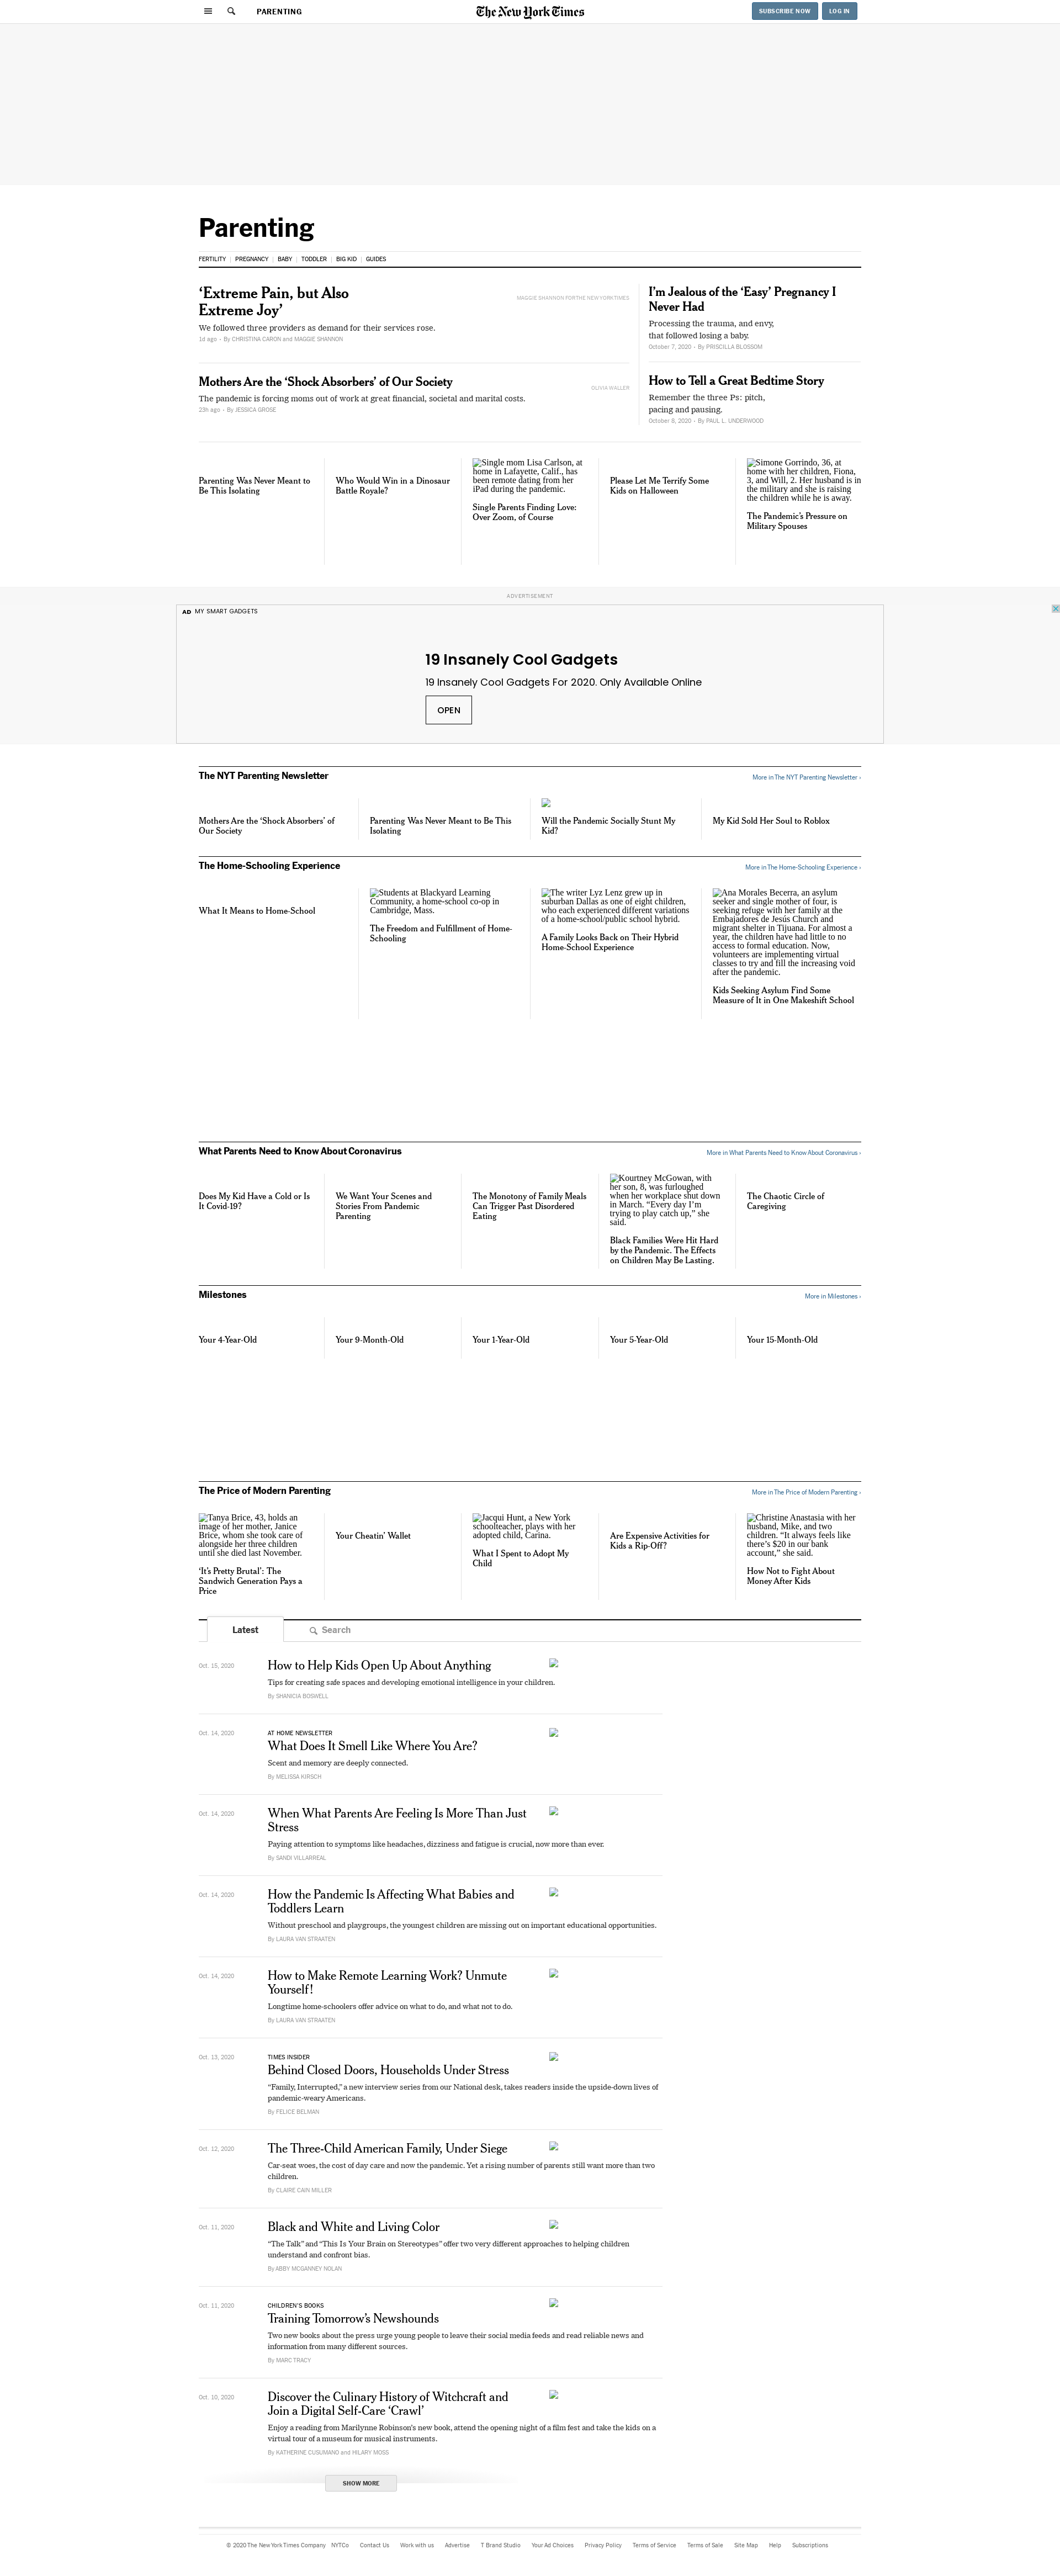 PARENTING
The New York Times
SUBSCRIBE NOW
LOG IN
Parenting
FERTILITY
PREGNANCY
BABY
TODDLER
BIG KID
GUIDES
‘Extreme Pain, but Also
Extreme Joy’
We followed three providers as demand for their services rose.
1d ago • By CHRISTINA CARON and MAGGIE SHANNON
MAGGIE SHANNON FOR THE NEW YORK TIMES
Mothers Are the ‘Shock Absorbers’ of Our Society
The pandemic is forcing moms out of work at great financial, societal and marital costs.
23h ago • By JESSICA GROSE
OLIVIA WALLER
I’m Jealous of the ‘Easy’ Pregnancy I
Never Had
Processing the trauma, and envy,
that followed losing a baby.
October 7, 2020 • By PRISCILLA BLOSSOM
How to Tell a Great Bedtime Story
Remember the three Ps: pitch,
pacing and pausing.
October 8, 2020 • By PAUL L. UNDERWOOD
Parenting Was Never Meant to
Be This Isolating
Who Would Win in a Dinosaur
Battle Royale?
Single mom Lisa Carlson, at
home in Lafayette, Calif., has
been remote dating from her
iPad during the pandemic.
Single Parents Finding Love:
Over Zoom, of Course
Please Let Me Terrify Some
Kids on Halloween
Simone Gorrindo, 36, at
home with her children, Fiona,
3, and Will, 2. Her husband is in
the military and she is raising
the children while he is away.
The Pandemic’s Pressure on
Military Spouses
ADVERTISEMENT
AD MY SMART GADGETS
19 Insanely Cool Gadgets
19 Insanely Cool Gadgets For 2020. Only Available Online
OPEN
The NYT Parenting Newsletter
More in The NYT Parenting Newsletter ›
Mothers Are the ‘Shock Absorbers’ of
Our Society
Parenting Was Never Meant to Be This
Isolating
Will the Pandemic Socially Stunt My
Kid?
My Kid Sold Her Soul to Roblox
The Home-Schooling Experience
More in The Home-Schooling Experience ›
What It Means to Home-School
Students at Blackyard Learning
Community, a home-school co-op in
Cambridge, Mass.
The Freedom and Fulfillment of Home-
Schooling
The writer Lyz Lenz grew up in
suburban Dallas as one of eight children,
who each experienced different variations
of a home-school/public school hybrid.
A Family Looks Back on Their Hybrid
Home-School Experience
Ana Morales Becerra, an asylum
seeker and single mother of four, is
seeking refuge with her family at the
Embajadores de Jesús Church and
migrant shelter in Tijuana. For almost a
year, the children have had little to no
access to formal education. Now,
volunteers are implementing virtual
classes to try and fill the increasing void
after the pandemic.
Kids Seeking Asylum Find Some
Measure of It in One Makeshift School
What Parents Need to Know About Coronavirus
More in What Parents Need to Know About Coronavirus ›
Does My Kid Have a Cold or Is
It Covid-19?
We Want Your Scenes and
Stories From Pandemic
Parenting
The Monotony of Family Meals
Can Trigger Past Disordered
Eating
Kourtney McGowan, with
her son, 8, was furloughed
when her workplace shut down
in March. “Every day I’m
trying to play catch up,” she
said.
Black Families Were Hit Hard
by the Pandemic. The Effects
on Children May Be Lasting.
The Chaotic Circle of
Caregiving
Milestones
More in Milestones ›
Your 4-Year-Old
Your 9-Month-Old
Your 1-Year-Old
Your 5-Year-Old
Your 15-Month-Old
The Price of Modern Parenting
More in The Price of Modern Parenting ›
Tanya Brice, 43, holds an
image of her mother, Janice
Brice, whom she took care of
alongside her three children
until she died last November.
‘It’s Pretty Brutal’: The
Sandwich Generation Pays a
Price
Your Cheatin’ Wallet
Jacqui Hunt, a New York
schoolteacher, plays with her
adopted child, Carina.
What I Spent to Adopt My
Child
Are Expensive Activities for
Kids a Rip-Off?
Christine Anastasia with her
husband, Mike, and two
children. “It always feels like
there’s $20 in our bank
account,” she said.
How Not to Fight About
Money After Kids
Latest
Search
Oct. 15, 2020
How to Help Kids Open Up About Anything
Tips for creating safe spaces and developing emotional intelligence in your children.
By SHANICIA BOSWELL
Oct. 14, 2020
AT HOME NEWSLETTER
What Does It Smell Like Where You Are?
Scent and memory are deeply connected.
By MELISSA KIRSCH
Oct. 14, 2020
When What Parents Are Feeling Is More Than Just
Stress
Paying attention to symptoms like headaches, dizziness and fatigue is crucial, now more than ever.
By SANDI VILLARREAL
Oct. 14, 2020
How the Pandemic Is Affecting What Babies and
Toddlers Learn
Without preschool and playgroups, the youngest children are missing out on important educational opportunities.
By LAURA VAN STRAATEN
Oct. 14, 2020
How to Make Remote Learning Work? Unmute
Yourself!
Longtime home-schoolers offer advice on what to do, and what not to do.
By LAURA VAN STRAATEN
Oct. 13, 2020
TIMES INSIDER
Behind Closed Doors, Households Under Stress
“Family, Interrupted,” a new interview series from our National desk, takes readers inside the upside-down lives of
pandemic-weary Americans.
By FELICE BELMAN
Oct. 12, 2020
The Three-Child American Family, Under Siege
Car-seat woes, the cost of day care and now the pandemic. Yet a rising number of parents still want more than two
children.
By CLAIRE CAIN MILLER
Oct. 11, 2020
Black and White and Living Color
“The Talk” and “This Is Your Brain on Stereotypes” offer two very different approaches to helping children
understand and confront bias.
By ABBY MCGANNEY NOLAN
Oct. 11, 2020
CHILDREN’S BOOKS
Training Tomorrow’s Newshounds
Two new books about the press urge young people to leave their social media feeds and read reliable news and
information from many different sources.
By MARC TRACY
Oct. 10, 2020
Discover the Culinary History of Witchcraft and
Join a Digital Self-Care ‘Crawl’
Enjoy a reading from Marilynne Robinson’s new book, attend the opening night of a film fest and take the kids on a
virtual tour of a museum for musical instruments.
By KATHERINE CUSUMANO and HILARY MOSS
SHOW MORE
© 2020 The New York Times Company
NYTCo
Contact Us
Work with us
Advertise
T Brand Studio
Your Ad Choices
Privacy Policy
Terms of Service
Terms of Sale
Site Map
Help
Subscriptions